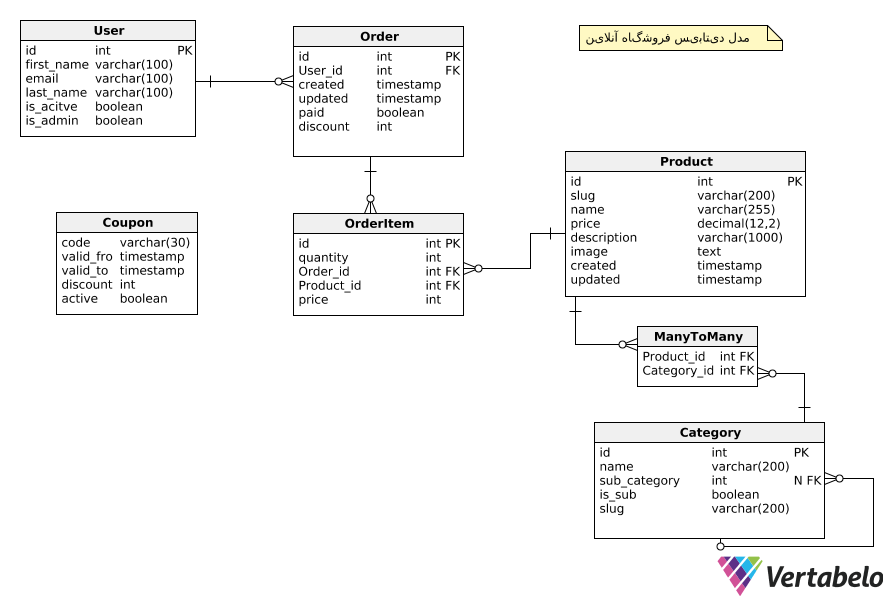 User
id int PK
first_name varchar(100)
email varchar(100)
last_name varchar(100)
is_acitve boolean
is_admin boolean
Order
id int PK
User_id int FK
created timestamp
updated timestamp
paid boolean
discount int
مدل دیتابیس فروشگاه آنلاین
Coupon
code varchar(30)
valid_fro timestamp
valid_to timestamp
discount int
active boolean
OrderItem
id int PK
quantity int
Order_id int FK
Product_id int FK
price int
Product
id int PK
slug varchar(200)
name varchar(255)
price decimal(12,2)
description varchar(1000)
image text
created timestamp
updated timestamp
ManyToMany
Product_id int FK
Category_id int FK
Category
id int PK
name varchar(200)
sub_category int N FK
is_sub boolean
slug varchar(200)
Vertabelo